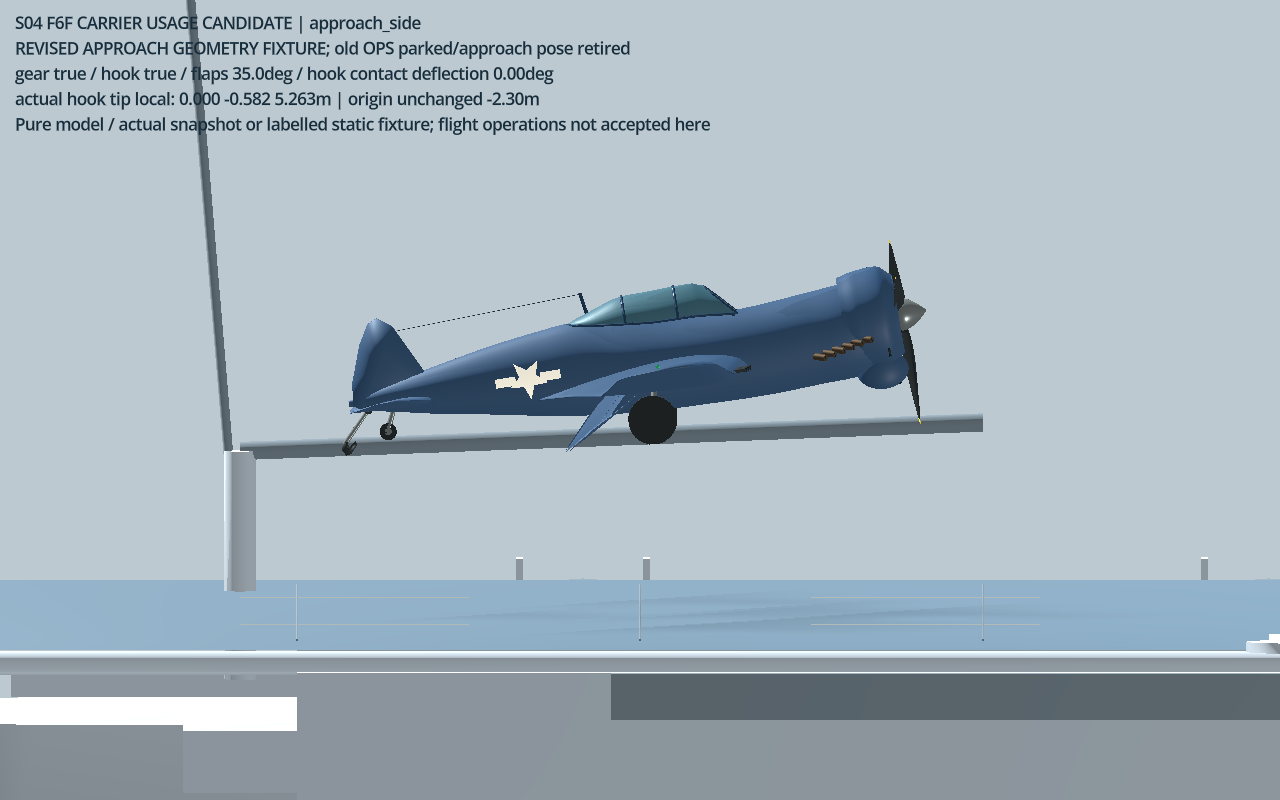 S04 F6F CARRIER USAGE CANDIDATE | approach_side
REVISED APPROACH GEOMETRY FIXTURE; old OPS parked/approach pose retired
gear true / hook true / flaps 35.0deg / hook contact deflection 0.00deg
actual hook tip local: 0.000 -0.582 5.263m | origin unchanged -2.30m
Pure model / actual snapshot or labelled static fixture; flight operations not accepted here